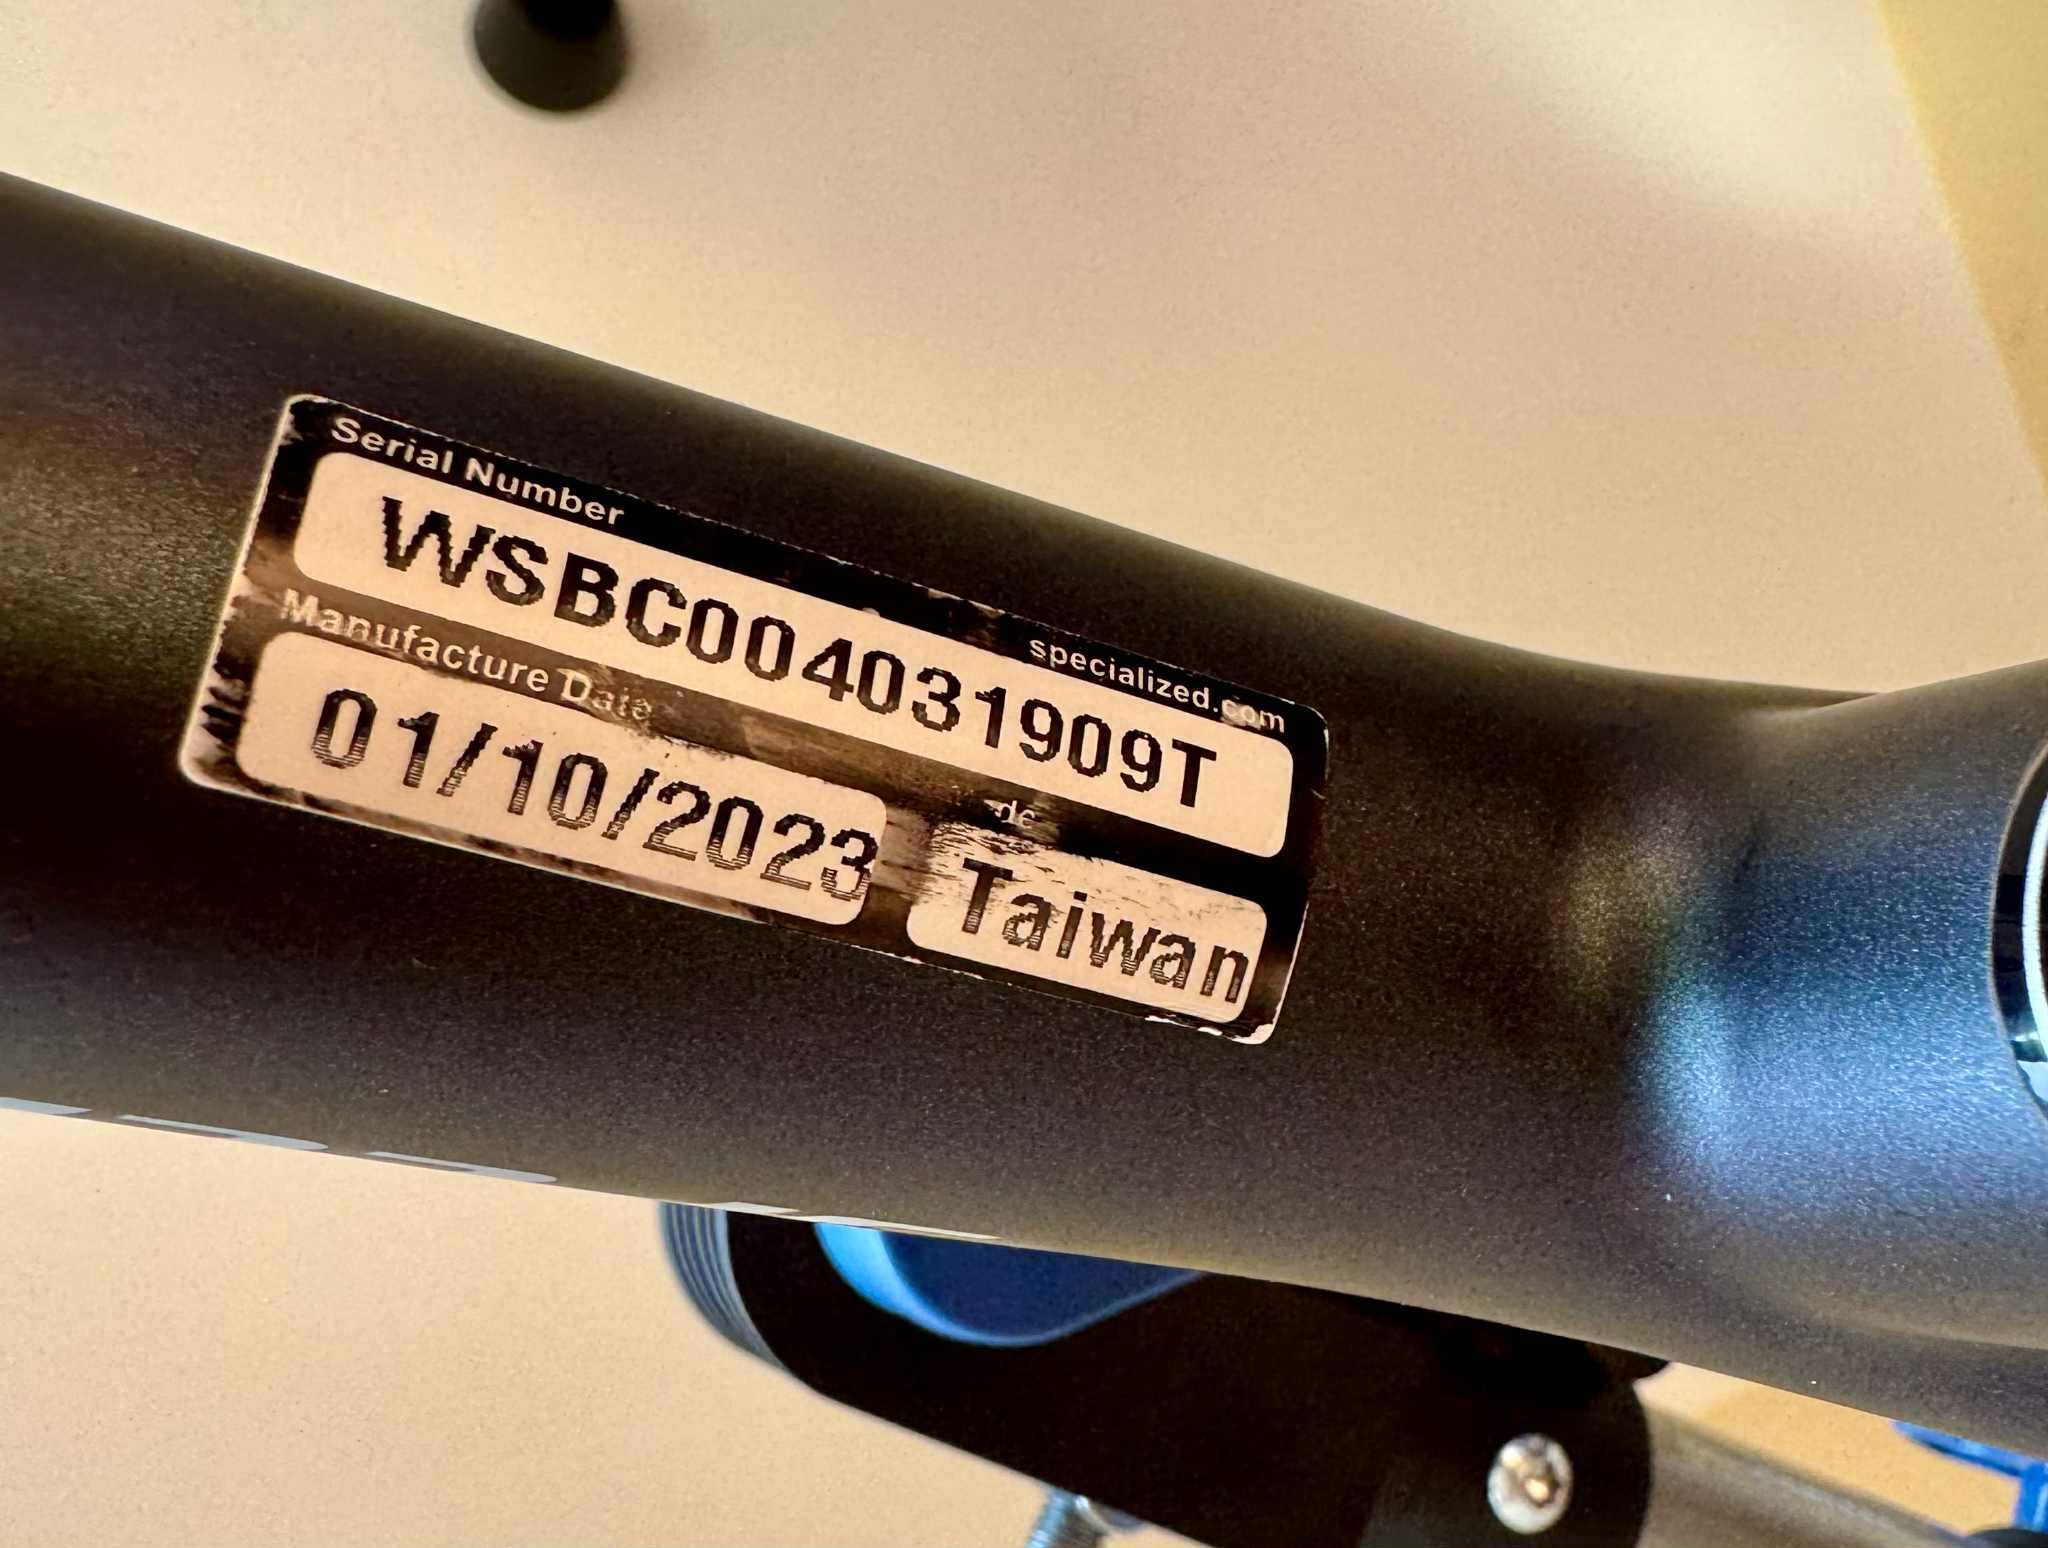 Serial Number
WSBC004031909T
specialized.com
Manufacture Date
01/10/2023
Taiwan